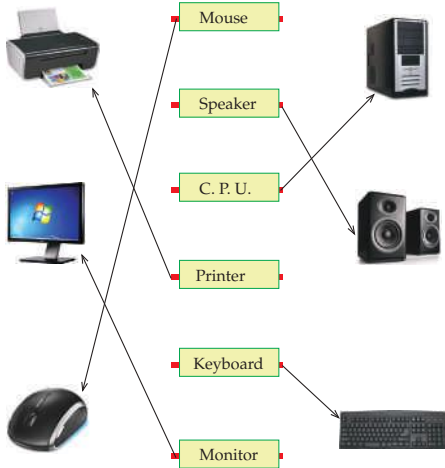 Mouse
Speaker
C. P. U.
Printer
Keyboard
Monitor